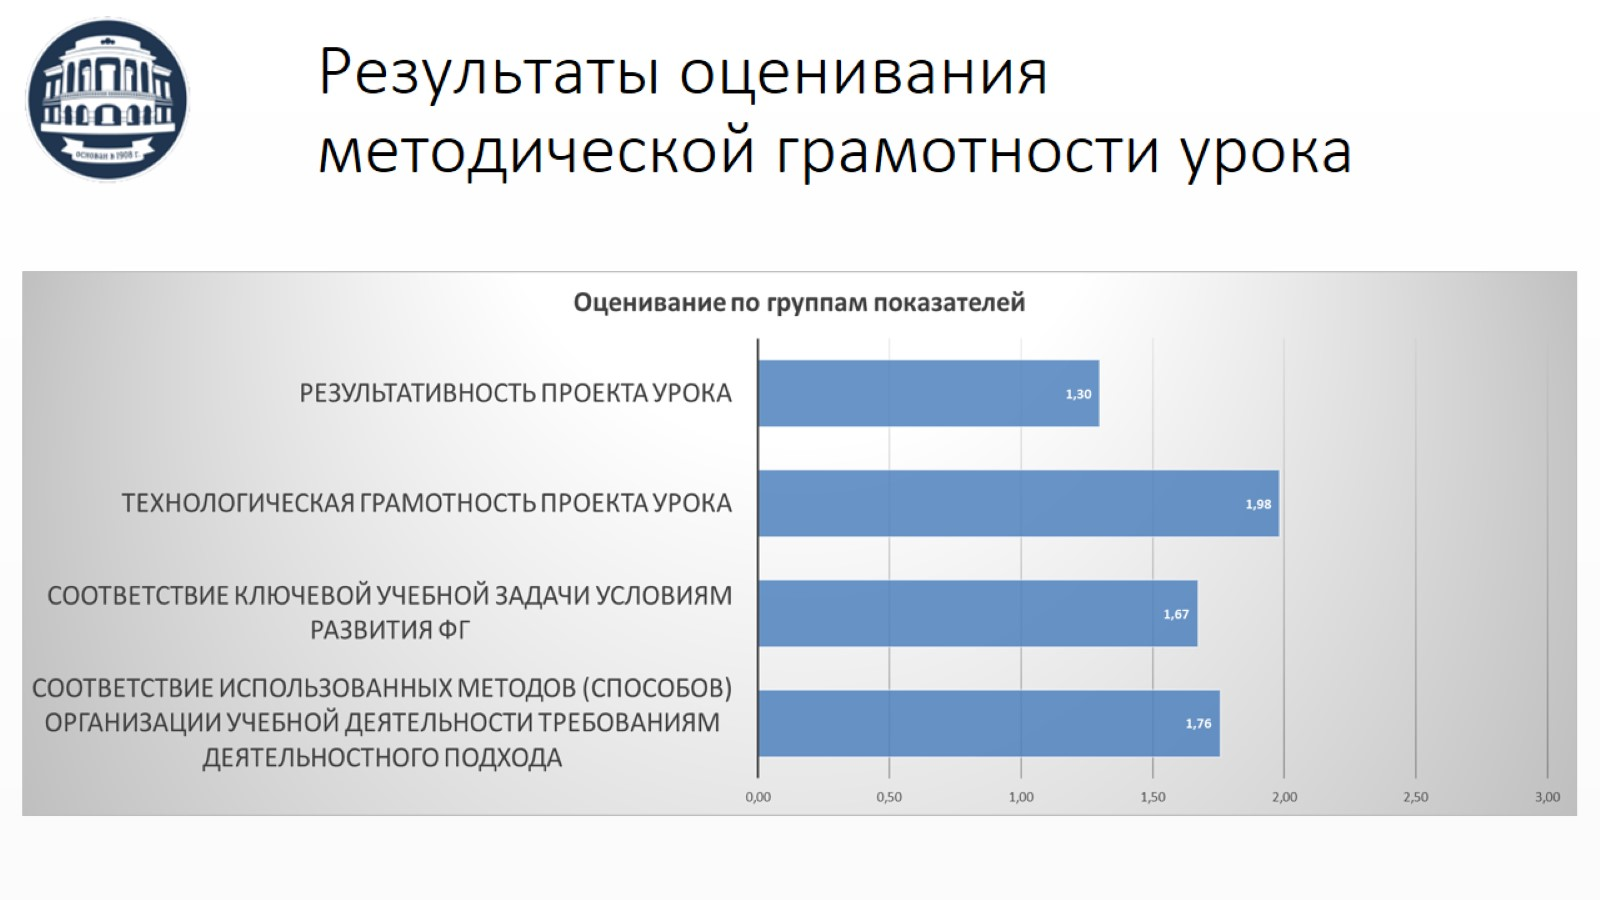 основан в 1908 г.
Результаты оценивания
методической грамотности урока
Оценивание по группам показателей
РЕЗУЛЬТАТИВНОСТЬ ПРОЕКТА УРОКА
1,30
ТЕХНОЛОГИЧЕСКАЯ ГРАМОТНОСТЬ ПРОЕКТА УРОКА
1,98
СООТВЕТСТВИЕ КЛЮЧЕВОЙ УЧЕБНОЙ ЗАДАЧИ УСЛОВИЯМ
РАЗВИТИЯ ФГ
1,67
СООТВЕТСТВИЕ ИСПОЛЬЗОВАННЫХ МЕТОДОВ (СПОСОБОВ)
ОРГАНИЗАЦИИ УЧЕБНОЙ ДЕЯТЕЛЬНОСТИ ТРЕБОВАНИЯМ
ДЕЯТЕЛЬНОСТНОГО ПОДХОДА
1,76
0,00 0,50 1,00 1,50 2,00 2,50 3,00